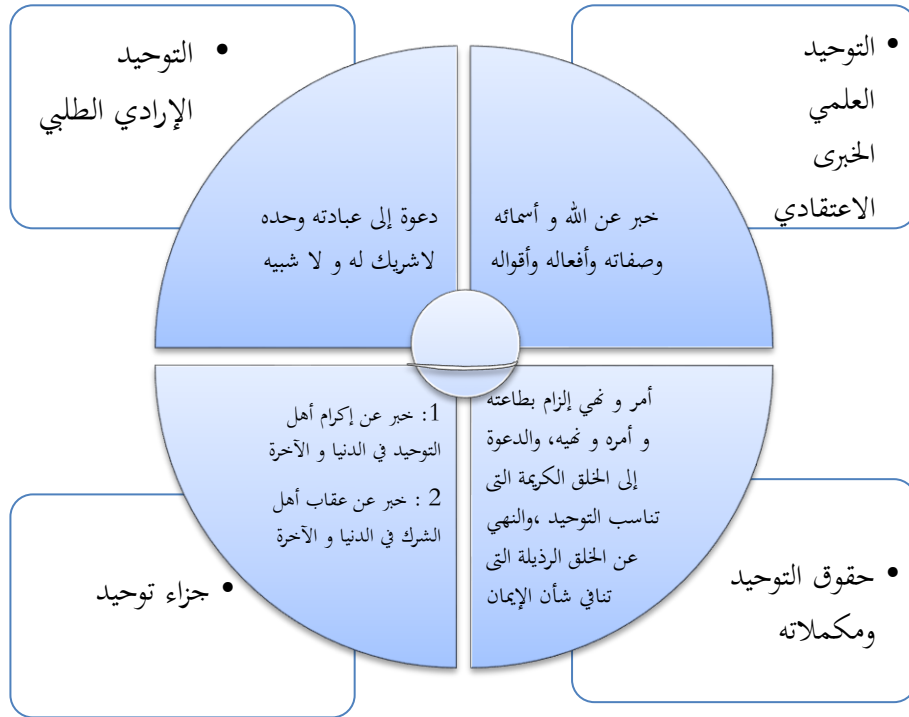 • التوحيد
العلمي
الخبرى
الاعتقادي
خبر عن الله و أسمائه
وصفاته وأفعاله وأقواله
• التوحيد
الإرادي الطلبي
دعوة إلى عبادته وحده
لاشريك له و لا شبيه
أمر و نهي إلزام بطاعته
و أمره و نهيه، والدعوة
إلى الخلق الكريمة التى
تناسب التوحيد ،والنهي
عن الخلق الرذيلة التى
تنافي شأن الإيمان
• حقوق التوحيد
ومكملاته
1: خبر عن إكرام أهل
التوحيد في الدنيا و الآخرة
2 : خبر عن عقاب أهل
الشرك في الدنيا و الآخرة
• جزاء توحيد